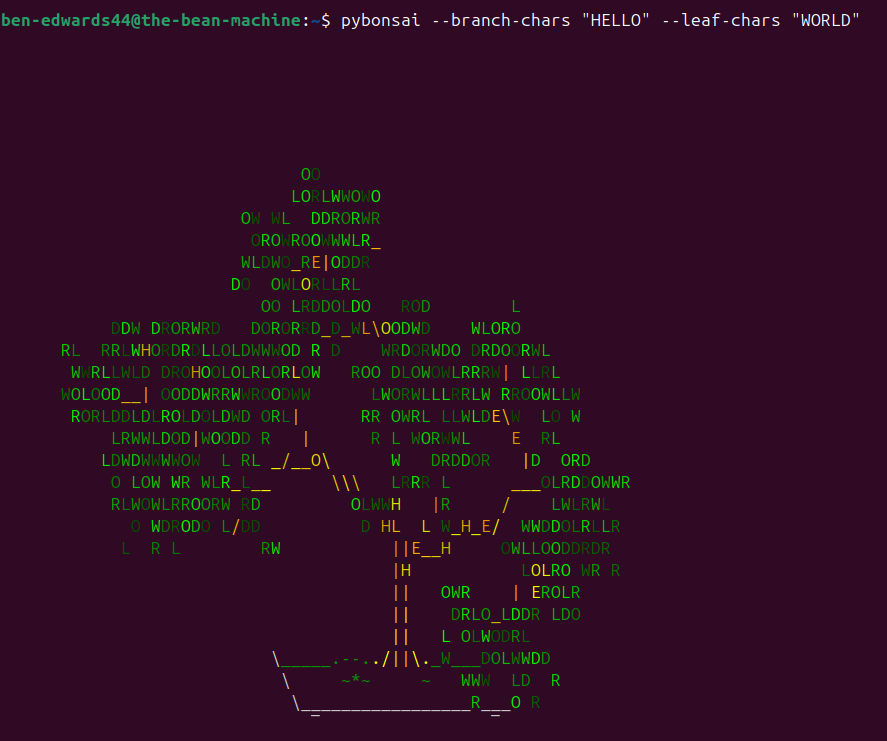 ben-edwards44@the-bean-machine:~$ pybonsai --branch-chars "HELLO" --leaf-chars "WORLD"
OO
LORLWWOWO
OW WL  DDRORWR
OROWROOWWWLR_
WLDWO_RE|ODDR
DO  OWLORLLRL
OO LRDDOLDO   ROD        L
DDW DRORWRD   DORORRD_D_WL\OODWD    WLORO
RL  RRLWHORDRDLLOLDWWWOD R D    WRDORWDO DRDOORWL
WWRLLWLD DROHOOLOLRLORLOW   ROO DLOWOWLRRRW| LLRL
WOLOOD__| OODDWRRWWROODWW      LWORWLLLRRLW RROOWLLW
RORLDDLDLROLDOLDWD ORL|      RR OWRL LLWLDE\W  LO W
LRWWLDOD|WOODD R   |      R L WORWWL    E  RL
LDWDWWWWOW  L RL _/__O\      W   DRDDOR   |D  ORD
O LOW WR WLR_L__      \\\   LRRR L      ___OLRDDOWWR
RLWOWLRROORW RD         OLWWH   |R     /    LWLRWL
O WDRODO L/DD          D HL  L W_H_E/  WWDDOLRLLR
L  R L        RW           ||E__H     OWLLOODDRDR
|H           LOLRO WR R
||   OWR    | EROLR
||    DRLO_LDDR LDO
||   L OLWODRL
\_____.--../||\._W___DOLWWDD
\     ~*~     ~   WWW  LD  R
\_________________R___O R